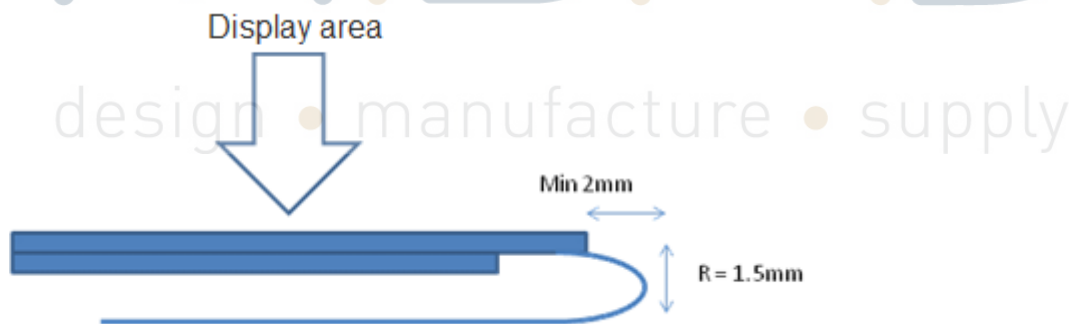 Display area
design • manufacture • supply
Min 2mm
R = 1.5mm